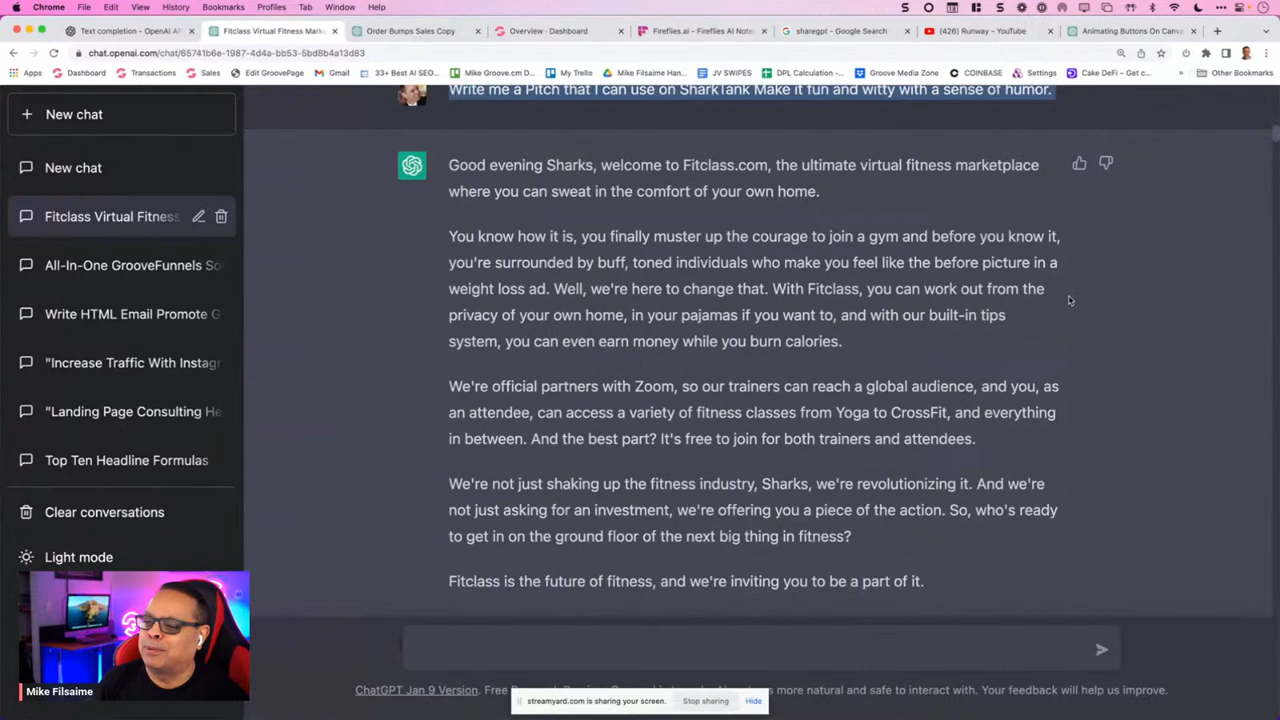 Chrome File Edit View History Bookmarks Profiles Tab Window Help
Text completion - OpenAI AI
Fitclass Virtual Fitness Mark
Order Bumps Sales Copy
Overview · Dashboard
Fireflies.ai - Fireflies AI Note
sharegpt - Google Search
(426) Runway - YouTube
Animating Buttons On Canva
chat.openai.com/chat/65741b6e-1987-4d4a-bb53-5bd8b4a13d83
Apps Dashboard Transactions Sales Edit GroovePage Gmail 33+ Best AI SEO... Mike Groove.cm D... My Trello Mike Filsaime Han... JV SWIPES DPL Calculation -... Groove Media Zone COINBASE Settings Cake DeFi – Get c... » Other Bookmarks
+ New chat
New chat
Fitclass Virtual Fitness
All-In-One GrooveFunnels So
Write HTML Email Promote G
"Increase Traffic With Instagr
"Landing Page Consulting He
Top Ten Headline Formulas
Clear conversations
Light mode
Mike Filsaime
Write me a Pitch that I can use on SharkTank Make it fun and witty with a sense of humor.
Good evening Sharks, welcome to Fitclass.com, the ultimate virtual fitness marketplace
where you can sweat in the comfort of your own home.
You know how it is, you finally muster up the courage to join a gym and before you know it,
you're surrounded by buff, toned individuals who make you feel like the before picture in a
weight loss ad. Well, we're here to change that. With Fitclass, you can work out from the
privacy of your own home, in your pajamas if you want to, and with our built-in tips
system, you can even earn money while you burn calories.
We're official partners with Zoom, so our trainers can reach a global audience, and you, as
an attendee, can access a variety of fitness classes from Yoga to CrossFit, and everything
in between. And the best part? It's free to join for both trainers and attendees.
We're not just shaking up the fitness industry, Sharks, we're revolutionizing it. And we're
not just asking for an investment, we're offering you a piece of the action. So, who's ready
to get in on the ground floor of the next big thing in fitness?
Fitclass is the future of fitness, and we're inviting you to be a part of it.
ChatGPT Jan 9 Version. Free more natural and safe to interact with. Your feedback will help us improve.
streamyard.com is sharing your screen. Stop sharing Hide